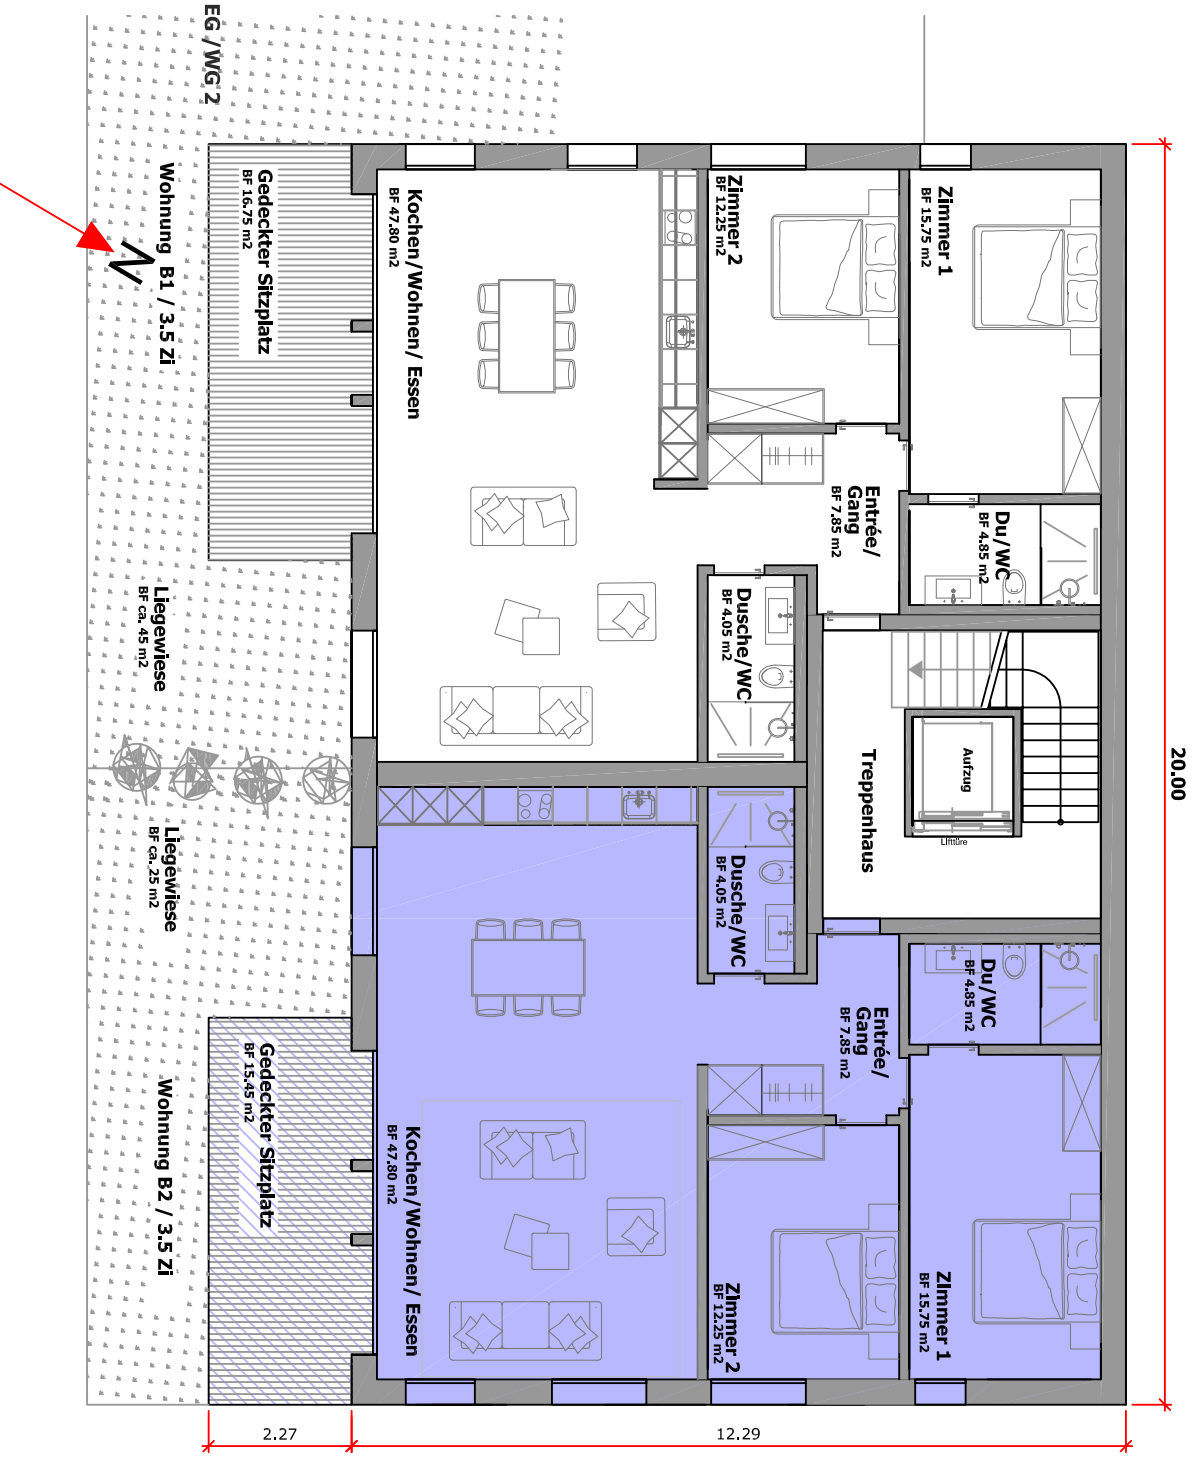 EG /WG 2
Wohnung B1 / 3.5 Zi
N
Gedeckter Sitzplatz
BF 16.75 m2
Kochen/Wohnen/ Essen
BF 47.80 m2
Zimmer 2
BF 12.25 m2
Zimmer 1
BF 15.75 m2
Entrée/
Gang
BF 7.85 m2
Du/WC
BF 4.85 m2
Dusche/WC
BF 4.05 m2
Liegewiese
BF ca. 45 m2
Treppenhaus
Aufzug
Lifttüre
20.00
Liegewiese
BF ca. 25 m2
Dusche/WC
BF 4.05 m2
Du/WC
BF 4.85 m2
Entrée/
Gang
BF 7.85 m2
Gedeckter Sitzplatz
BF 15.45 m2
Wohnung B2 / 3.5 Zi
Kochen/Wohnen/ Essen
BF 47.80 m2
Zimmer 2
BF 12.25 m2
Zimmer 1
BF 15.75 m2
2.27
12.29